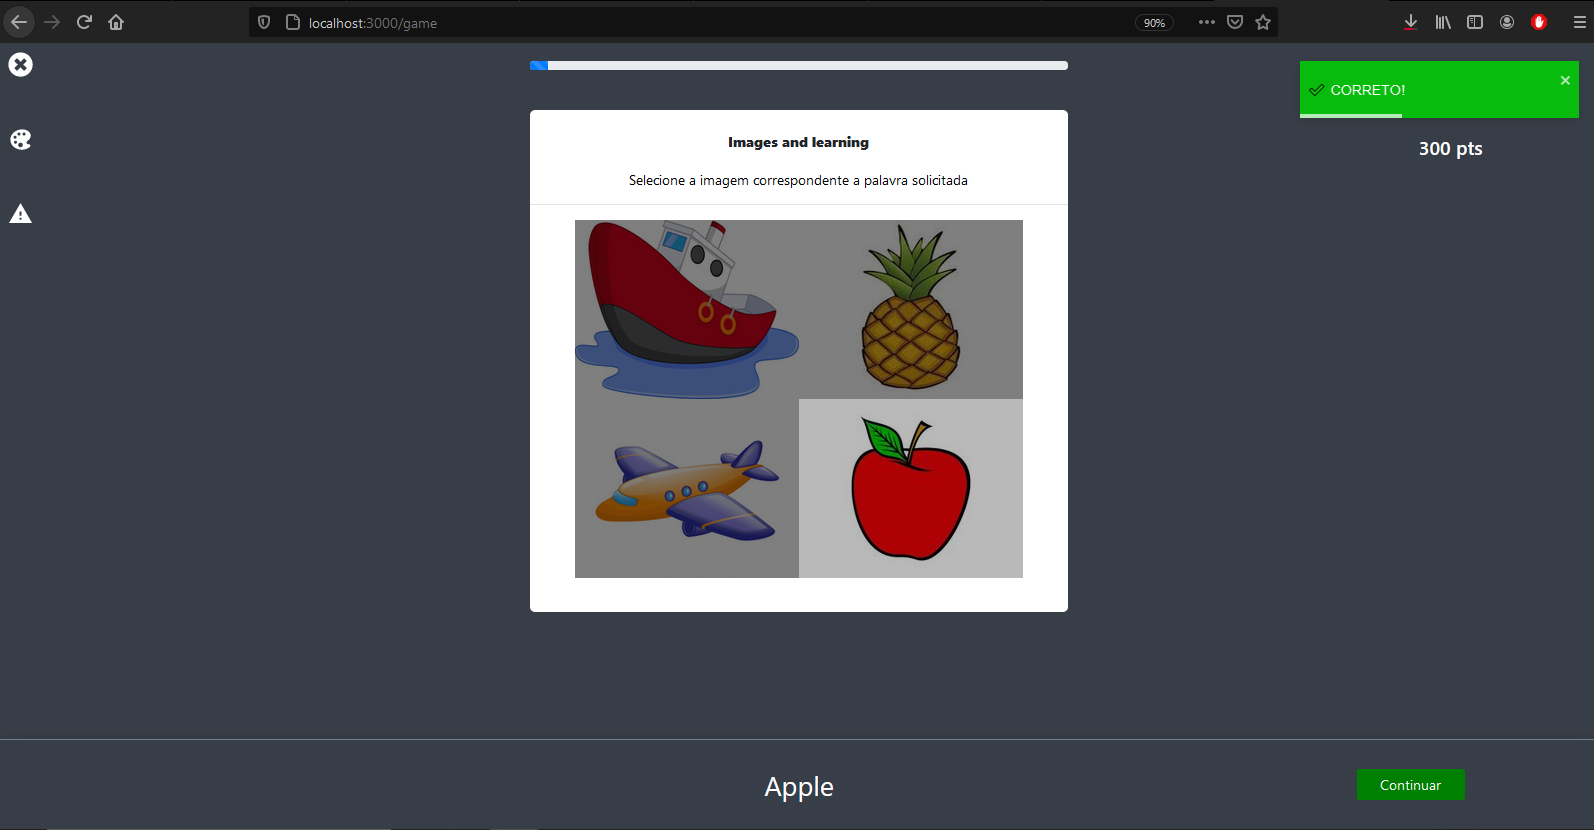 localhost:3000/game
90%
CORRETO!
300 pts
Images and learning
Selecione a imagem correspondente a palavra solicitada
Apple
Continuar